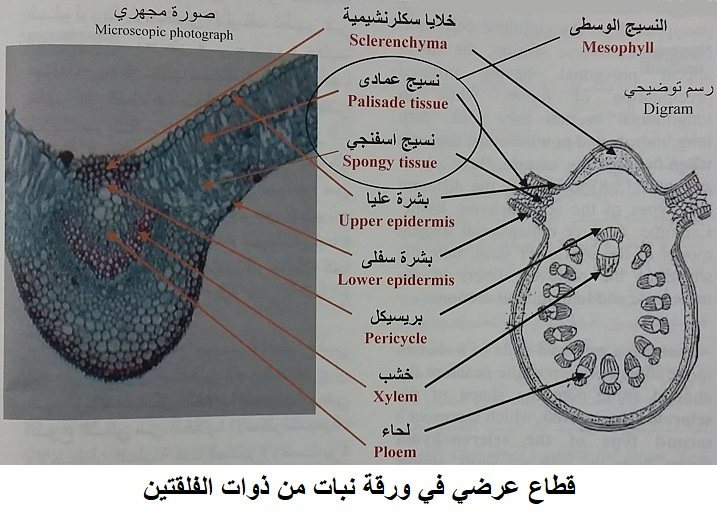 صورة مجهري
Microscopic photograph
خلايا سكلرنشيمية
Sclerenchyma
النسيج الوسطى
Mesophyll
نسيج عمادى
Palisade tissue
رسم توضيحي
Digram
نسيج اسفنجي
Spongy tissue
بشرة عليا
Upper epidermis
بشرة سفلى
Lower epidermis
بريسيكل
Pericycle
خشب
Xylem
لحاء
Ploem
قطاع عرضي في ورقة نبات من ذوات الفلقتين